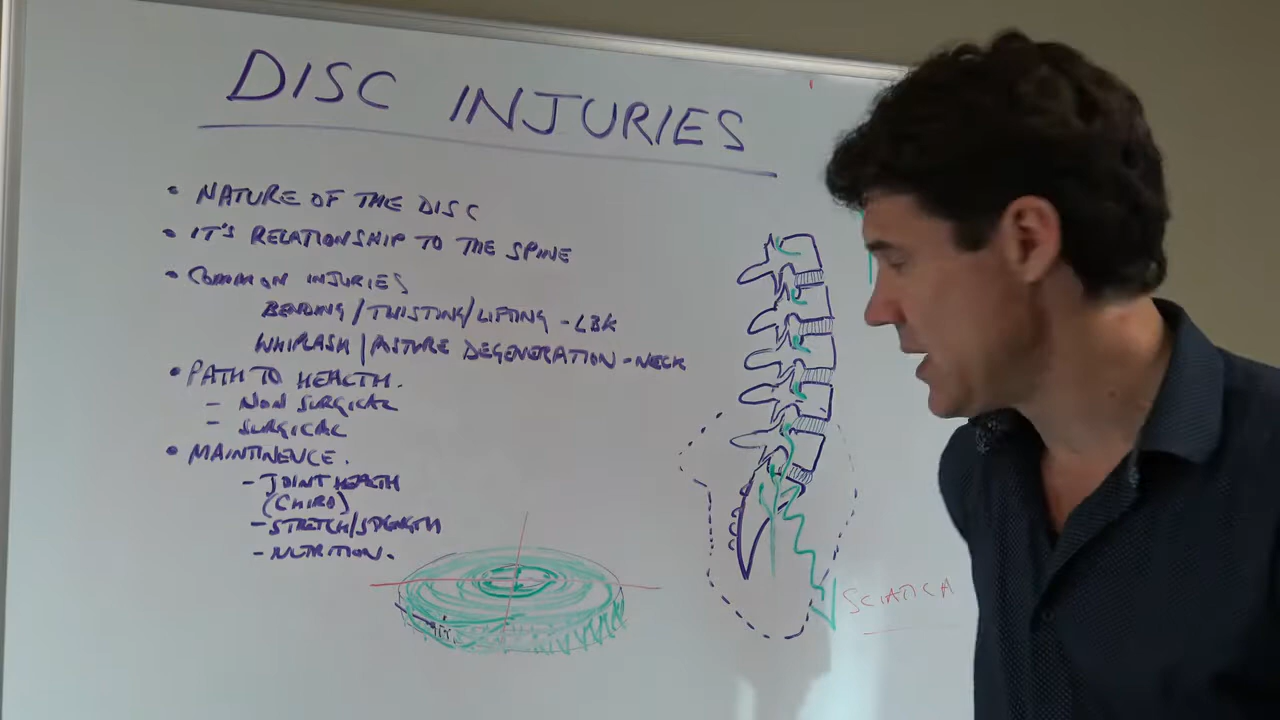 DISC INJURIES
• NATURE OF THE DISC
• IT'S RELATIONSHIP TO THE SPINE
• COMMON INJURIES
BENDING/TWISTING/LIFTING - LBK
WHIPLASH/POSTURE DEGENERATION - NECK
• PATH TO HEALTH.
- NON SURGICAL
- SURGICAL
• MAINTINENCE.
- JOINT HEALTH
(CHIRO)
- STRETCH/STRENGTH
- NUTRITION.
SCIATICA